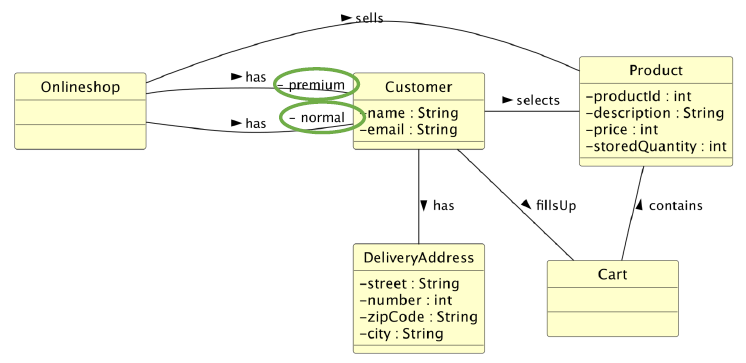 sells
has
- premium
has
- normal
Onlineshop
Customer
-name : String
-email : String
selects
Product
-productId : int
-description : String
-price : int
-storedQuantity : int
has
fillsUp
contains
DeliveryAddress
-street : String
-number : int
-zipCode : String
-city : String
Cart